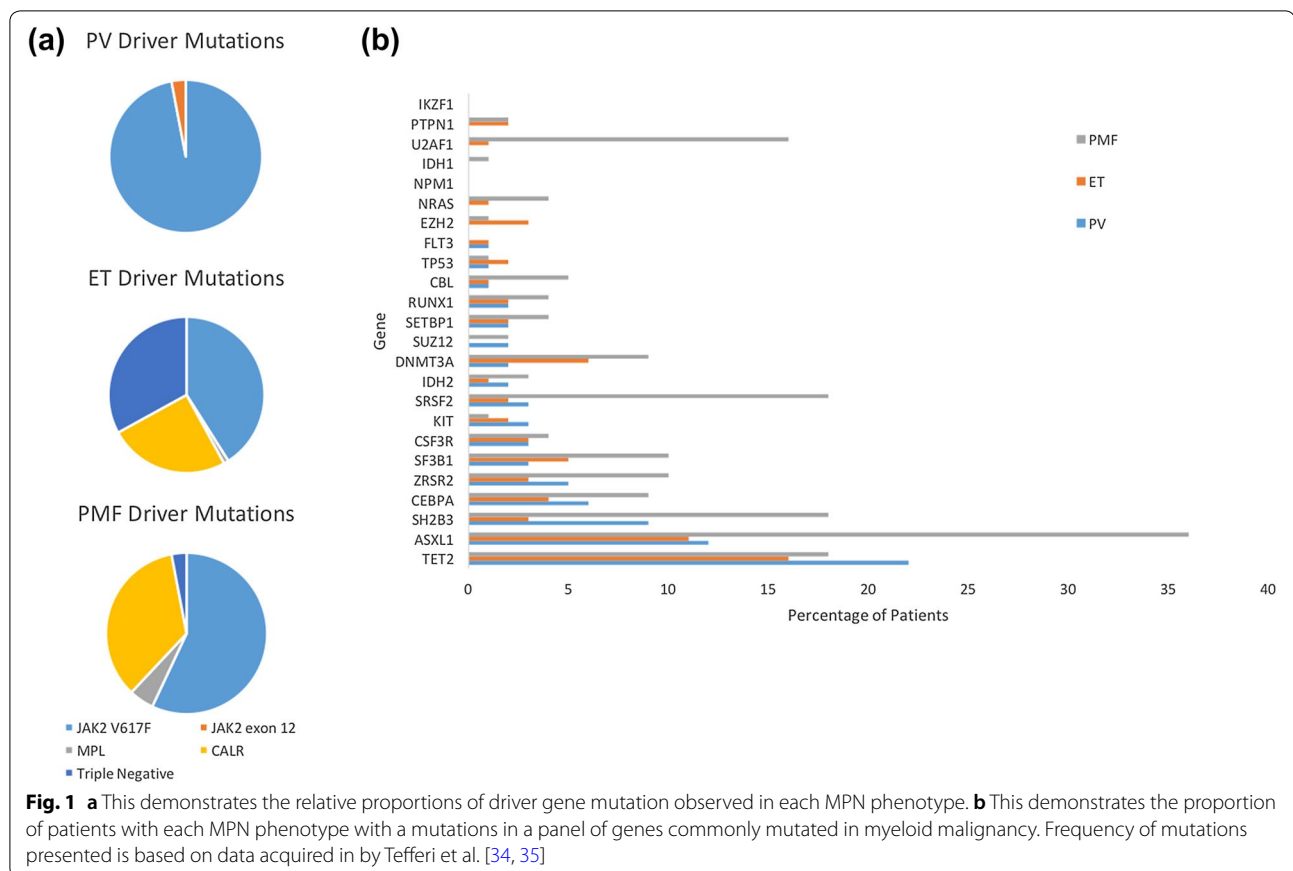 (a)
PV Driver Mutations
ET Driver Mutations
PMF Driver Mutations
JAK2 V617F
JAK2 exon 12
MPL
CALR
Triple Negative
(b)
Gene
IKZF1
PTPN1
U2AF1
IDH1
NPM1
NRAS
EZH2
FLT3
TP53
CBL
RUNX1
SETBP1
SUZ12
DNMT3A
IDH2
SRSF2
KIT
CSF3R
SF3B1
ZRSR2
CEBPA
SH2B3
ASXL1
TET2
0 5 10 15 20 25 30 35 40
Percentage of Patients
PMF
ET
PV
Fig. 1 a This demonstrates the relative proportions of driver gene mutation observed in each MPN phenotype. b This demonstrates the proportion
of patients with each MPN phenotype with a mutations in a panel of genes commonly mutated in myeloid malignancy. Frequency of mutations
presented is based on data acquired in by Tefferi et al. [34, 35]